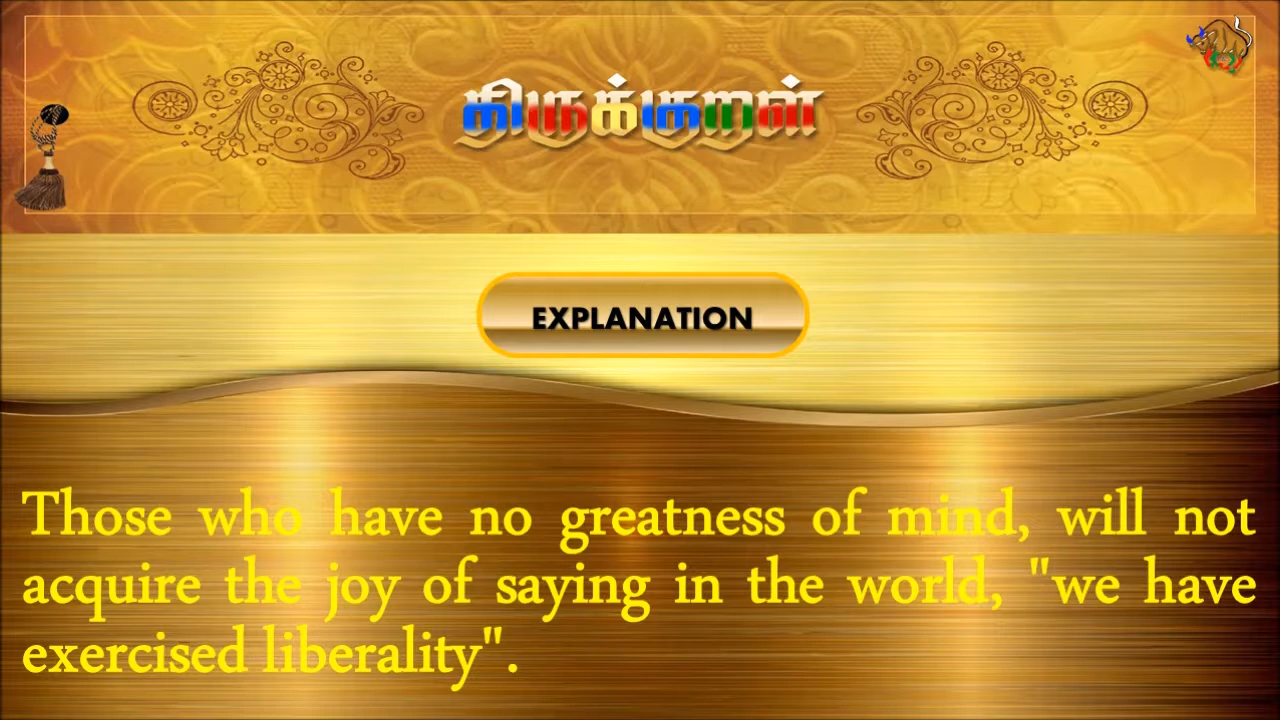 திருக்குறள்
EXPLANATION
Those who have no greatness of mind, will not
acquire the joy of saying in the world, "we have
exercised liberality".